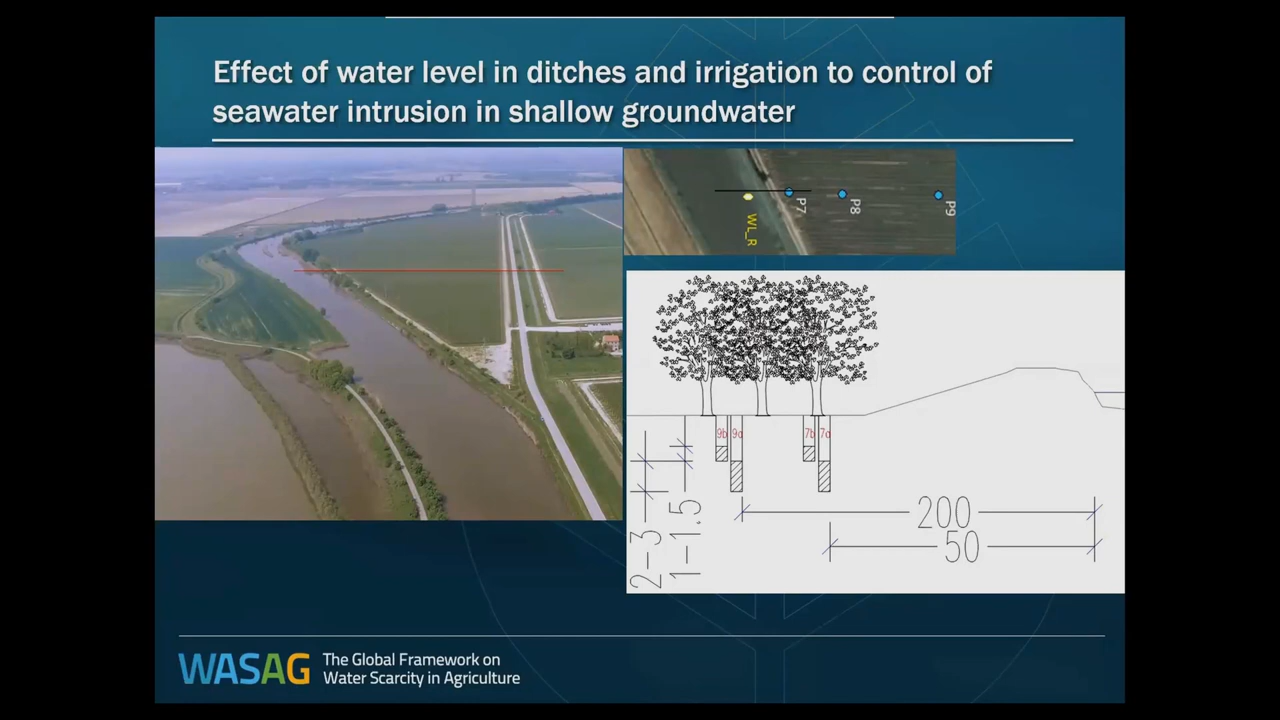 Effect of water level in ditches and irrigation to control of
seawater intrusion in shallow groundwater
WL_R
P7
P8
P9
9b
9a
7b
7a
200
50
2-3
1-1.5
WASAG
The Global Framework on
Water Scarcity in Agriculture